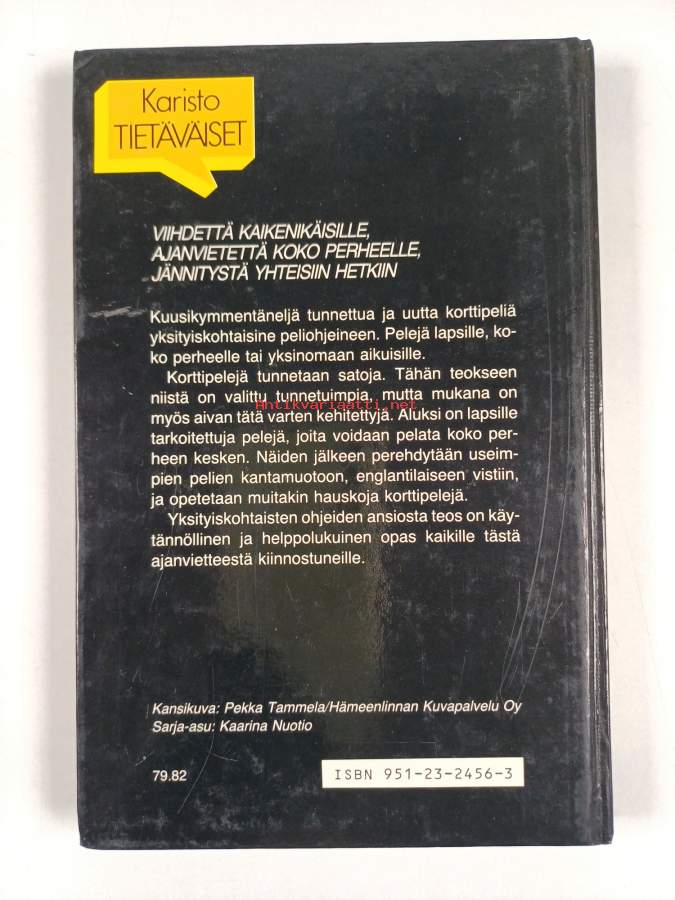 Karisto
TIETÄVÄISET
VIIHDETTÄ KAIKENIKÄISILLE,
AJANVIETETTÄ KOKO PERHEELLE,
JÄNNITYSTÄ YHTEISIIN HETKIIN
Kuusikymmentäneljä tunnettua ja uutta korttipeliä
yksityiskohtaisine peliohjeineen. Pelejä lapsille, ko-
ko perheelle tai yksinomaan aikuisille.
Korttipelejä tunnetaan satoja. Tähän teokseen
niistä on valittu tunnetuimpia, mutta mukana on
Antikvariaatti.net
myös aivan tätä varten kehitettyjä. Aluksi on lapsille
tarkoitettuja pelejä, joita voidaan pelata koko per-
heen kesken. Näiden jälkeen perehdytään useim-
pien pelien kantamuotoon, englantilaiseen vistiin,
ja opetetaan muitakin hauskoja korttipelejä.
Yksityiskohtaisten ohjeiden ansiosta teos on käy-
tännöllinen ja helppolukuinen opas kaikille tästä
ajanvietteestä kiinnostuneille.
Kansikuva: Pekka Tammela/Hämeenlinnan Kuvapalvelu Oy
Sarja-asu: Kaarina Nuotio
79.82
ISBN 951-23-2456-3